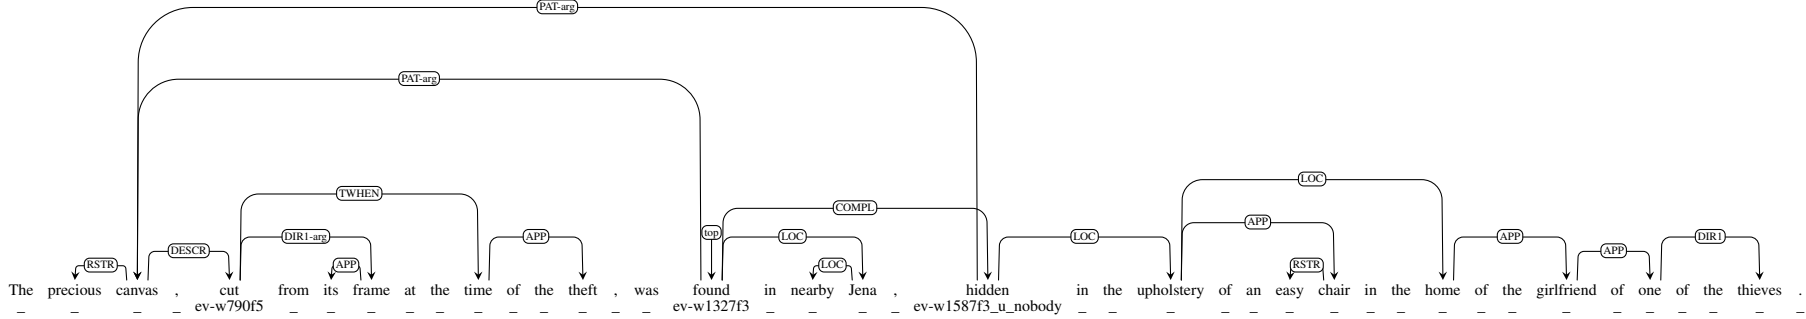 PAT-arg
PAT-arg
LOC
TWHEN
COMPL
APP
top
DIR1-arg APP LOC LOC APP DIR1
DESCR APP
RSTR APP LOC RSTR
The precious canvas , cut from its frame at the time of the theft , was found in nearby Jena , hidden in the upholstery of an easy chair in the home of the girlfriend of one of the thieves .
_ _ _ _ ev-w790f5 _ _ _ _ _ _ _ _ _ _ _ ev-w1327f3 _ _ _ _ ev-w1587f3_u_nobody _ _ _ _ _ _ _ _ _ _ _ _ _ _ _ _ _ _ _